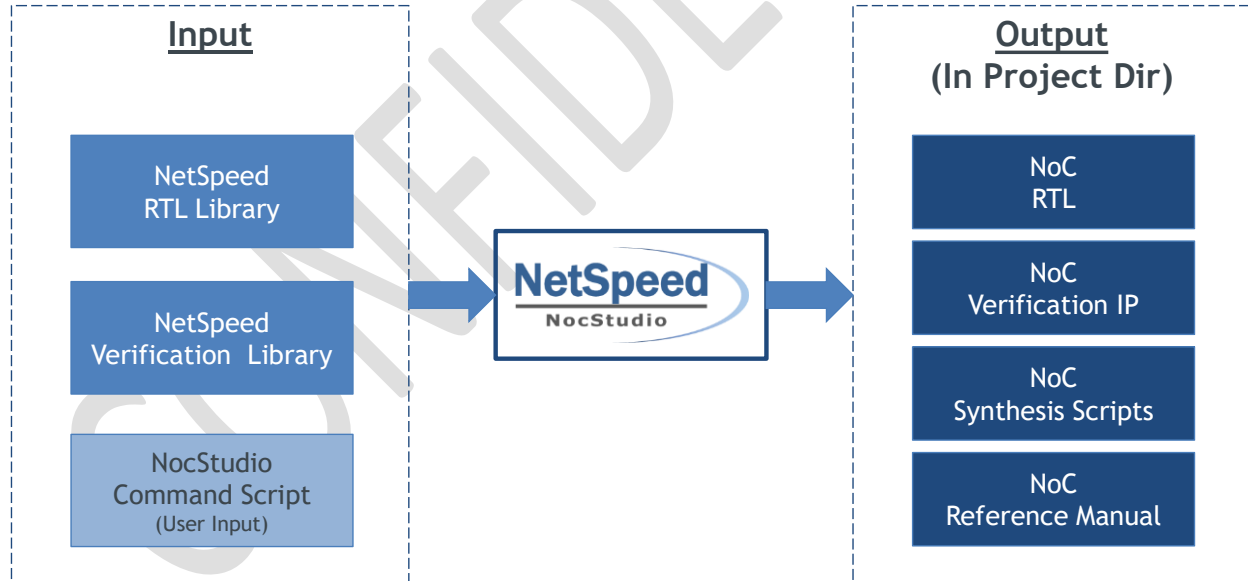 Input
NetSpeed
RTL Library
NetSpeed
Verification Library
NocStudio
Command Script
(User Input)
NetSpeed
NocStudio
Output
(In Project Dir)
NoC
RTL
NoC
Verification IP
NoC
Synthesis Scripts
NoC
Reference Manual